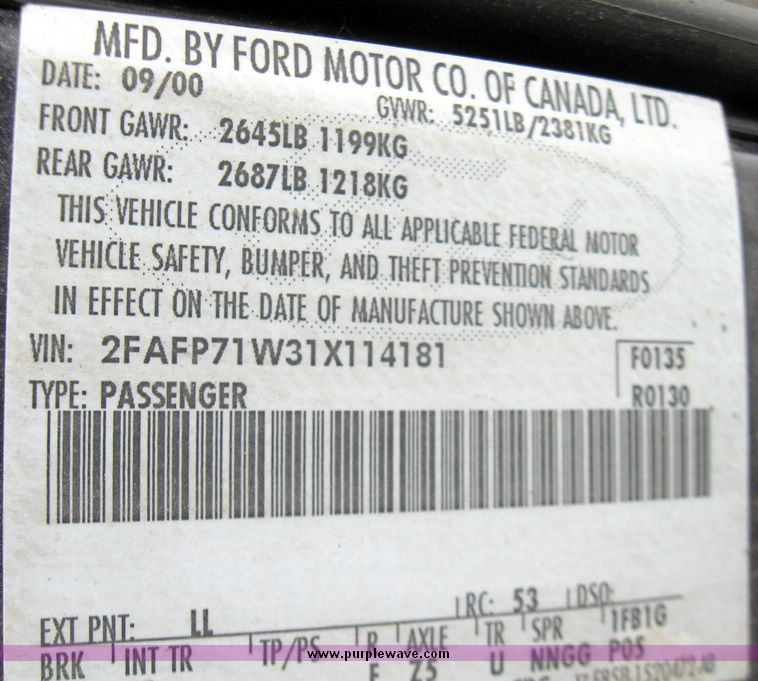 MFD. BY FORD MOTOR CO. OF CANADA, LTD.
DATE: 09/00 GVWR: 5251LB/2381KG
FRONT GAWR: 2645LB 1199KG
REAR GAWR: 2687LB 1218KG
THIS VEHICLE CONFORMS TO ALL APPLICABLE FEDERAL MOTOR
VEHICLE SAFETY, BUMPER, AND THEFT PREVENTION STANDARDS
IN EFFECT ON THE DATE OF MANUFACTURE SHOWN ABOVE.
VIN: 2FAFP71W31X114181 F0135
TYPE: PASSENGER R0130
EXT PNT: LL RC: 53 DSO:
BRK INT TR TP/PS R AXLE TR SPR 1FB1G
F Z5 U NNGG P05
www.purplewave.com